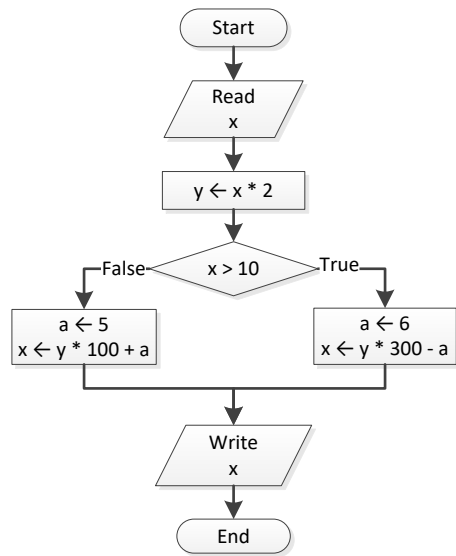 Start
Read
x
y ← x * 2
x > 10
False
True
a ← 5
x ← y * 100 + a
a ← 6
x ← y * 300 - a
Write
x
End